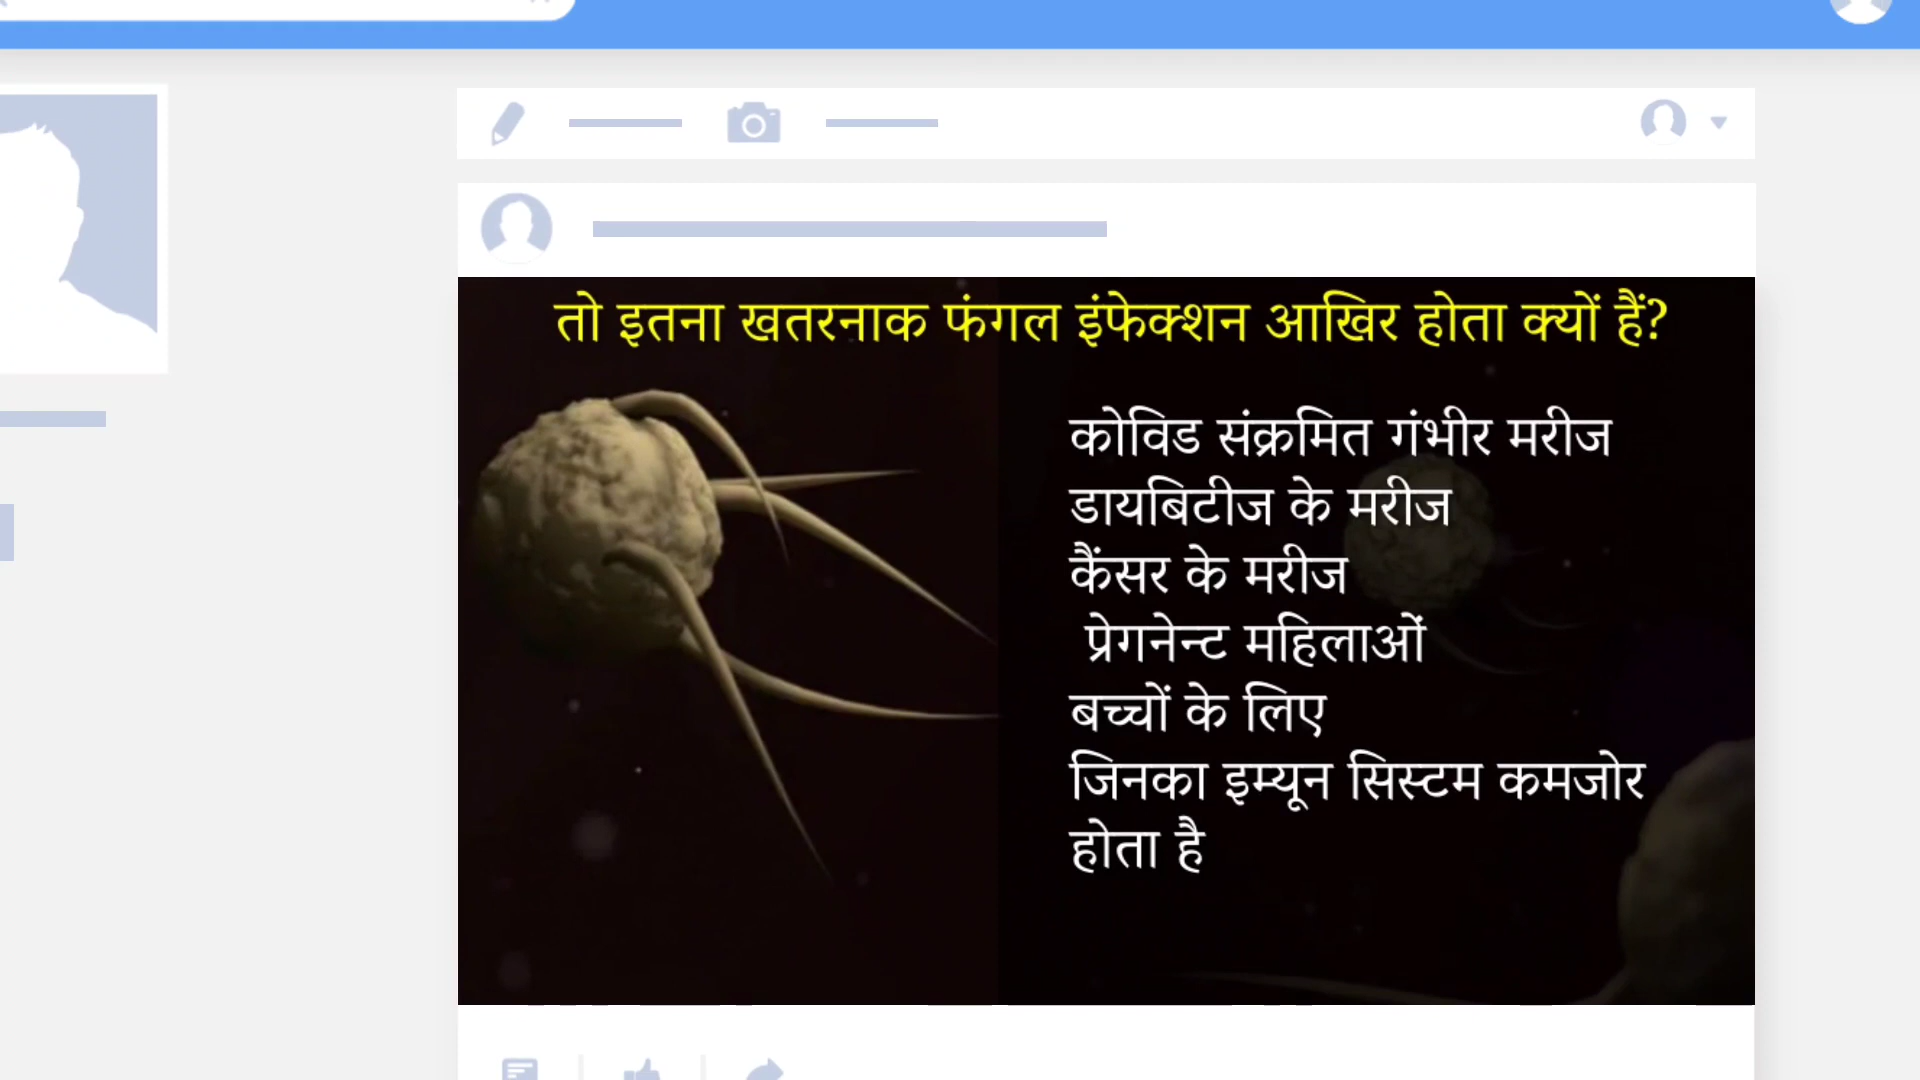 तो इतना खतरनाक फंगल इंफेक्शन आखिर होता क्यों हैं?
कोविड संक्रमित गंभीर मरीज
डायबिटीज के मरीज
कैंसर के मरीज
प्रेगनेन्ट महिलाओं
बच्चों के लिए
जिनका इम्यून सिस्टम कमजोर
होता है